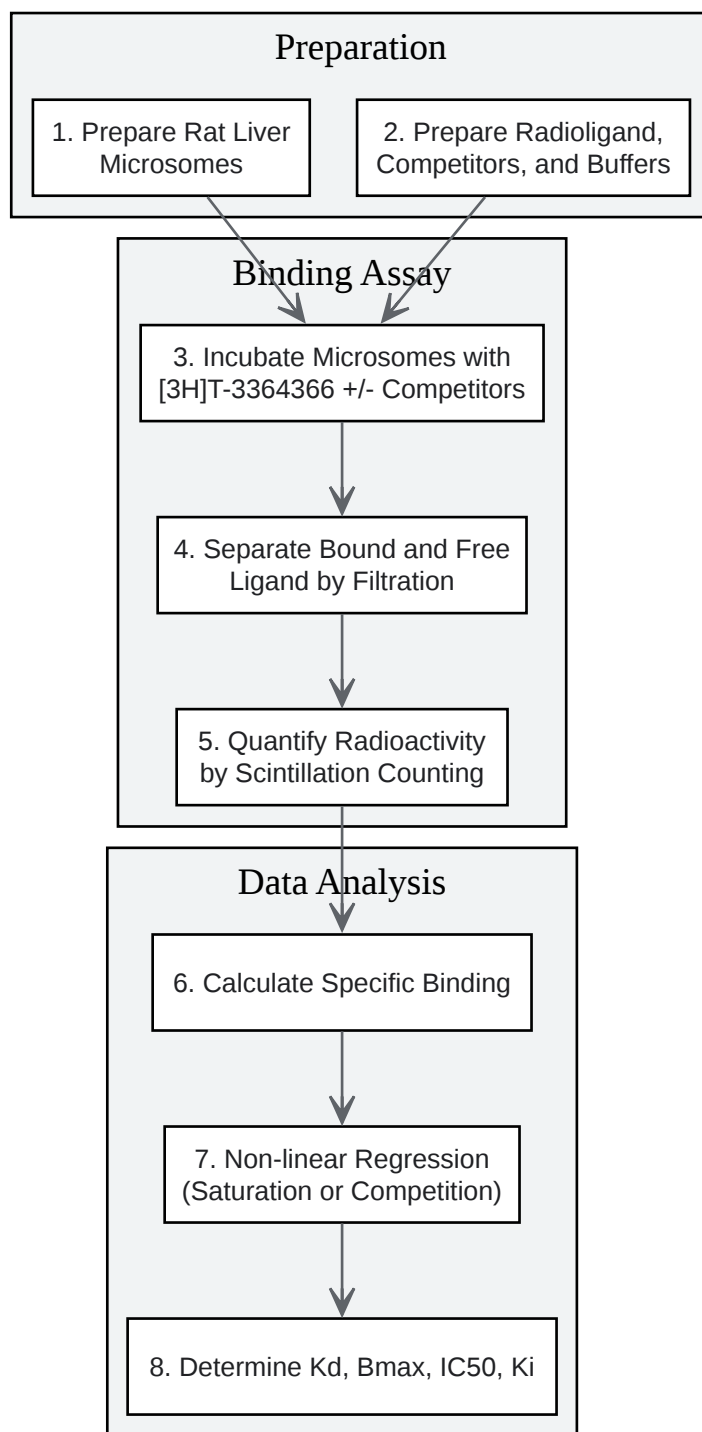 Preparation
1. Prepare Rat Liver
Microsomes
2. Prepare Radioligand,
Competitors, and Buffers
Binding Assay
3. Incubate Microsomes with
[3H]T-3364366 +/- Competitors
4. Separate Bound and Free
Ligand by Filtration
5. Quantify Radioactivity
by Scintillation Counting
Data Analysis
6. Calculate Specific Binding
7. Non-linear Regression
(Saturation or Competition)
8. Determine Kd, Bmax, IC50, Ki